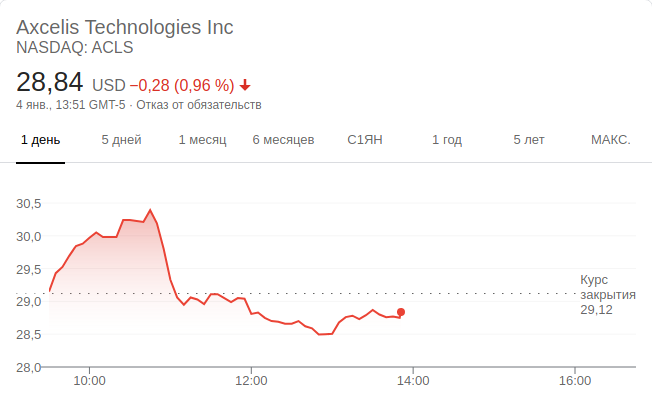 Axcelis Technologies Inc
NASDAQ: ACLS
28,84 USD −0,28 (0,96 %)
4 янв., 13:51 GMT-5 · Отказ от обязательств
1 день 5 дней 1 месяц 6 месяцев С1ЯН 1 год 5 лет МАКС.
30,5
30,0
29,5
29,0
28,5
28,0
Курс
закрытия
29,12
10:00 12:00 14:00 16:00